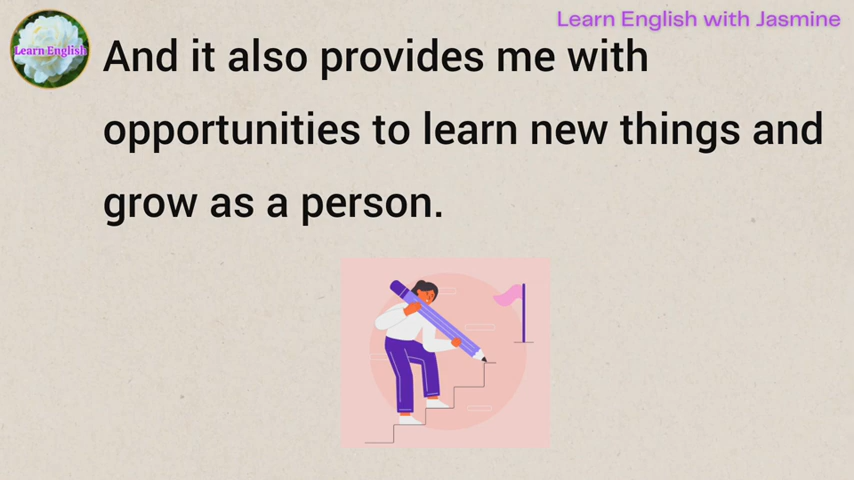 Learn English with Jasmine
Learn English
And it also provides me with
opportunities to learn new things and
grow as a person.